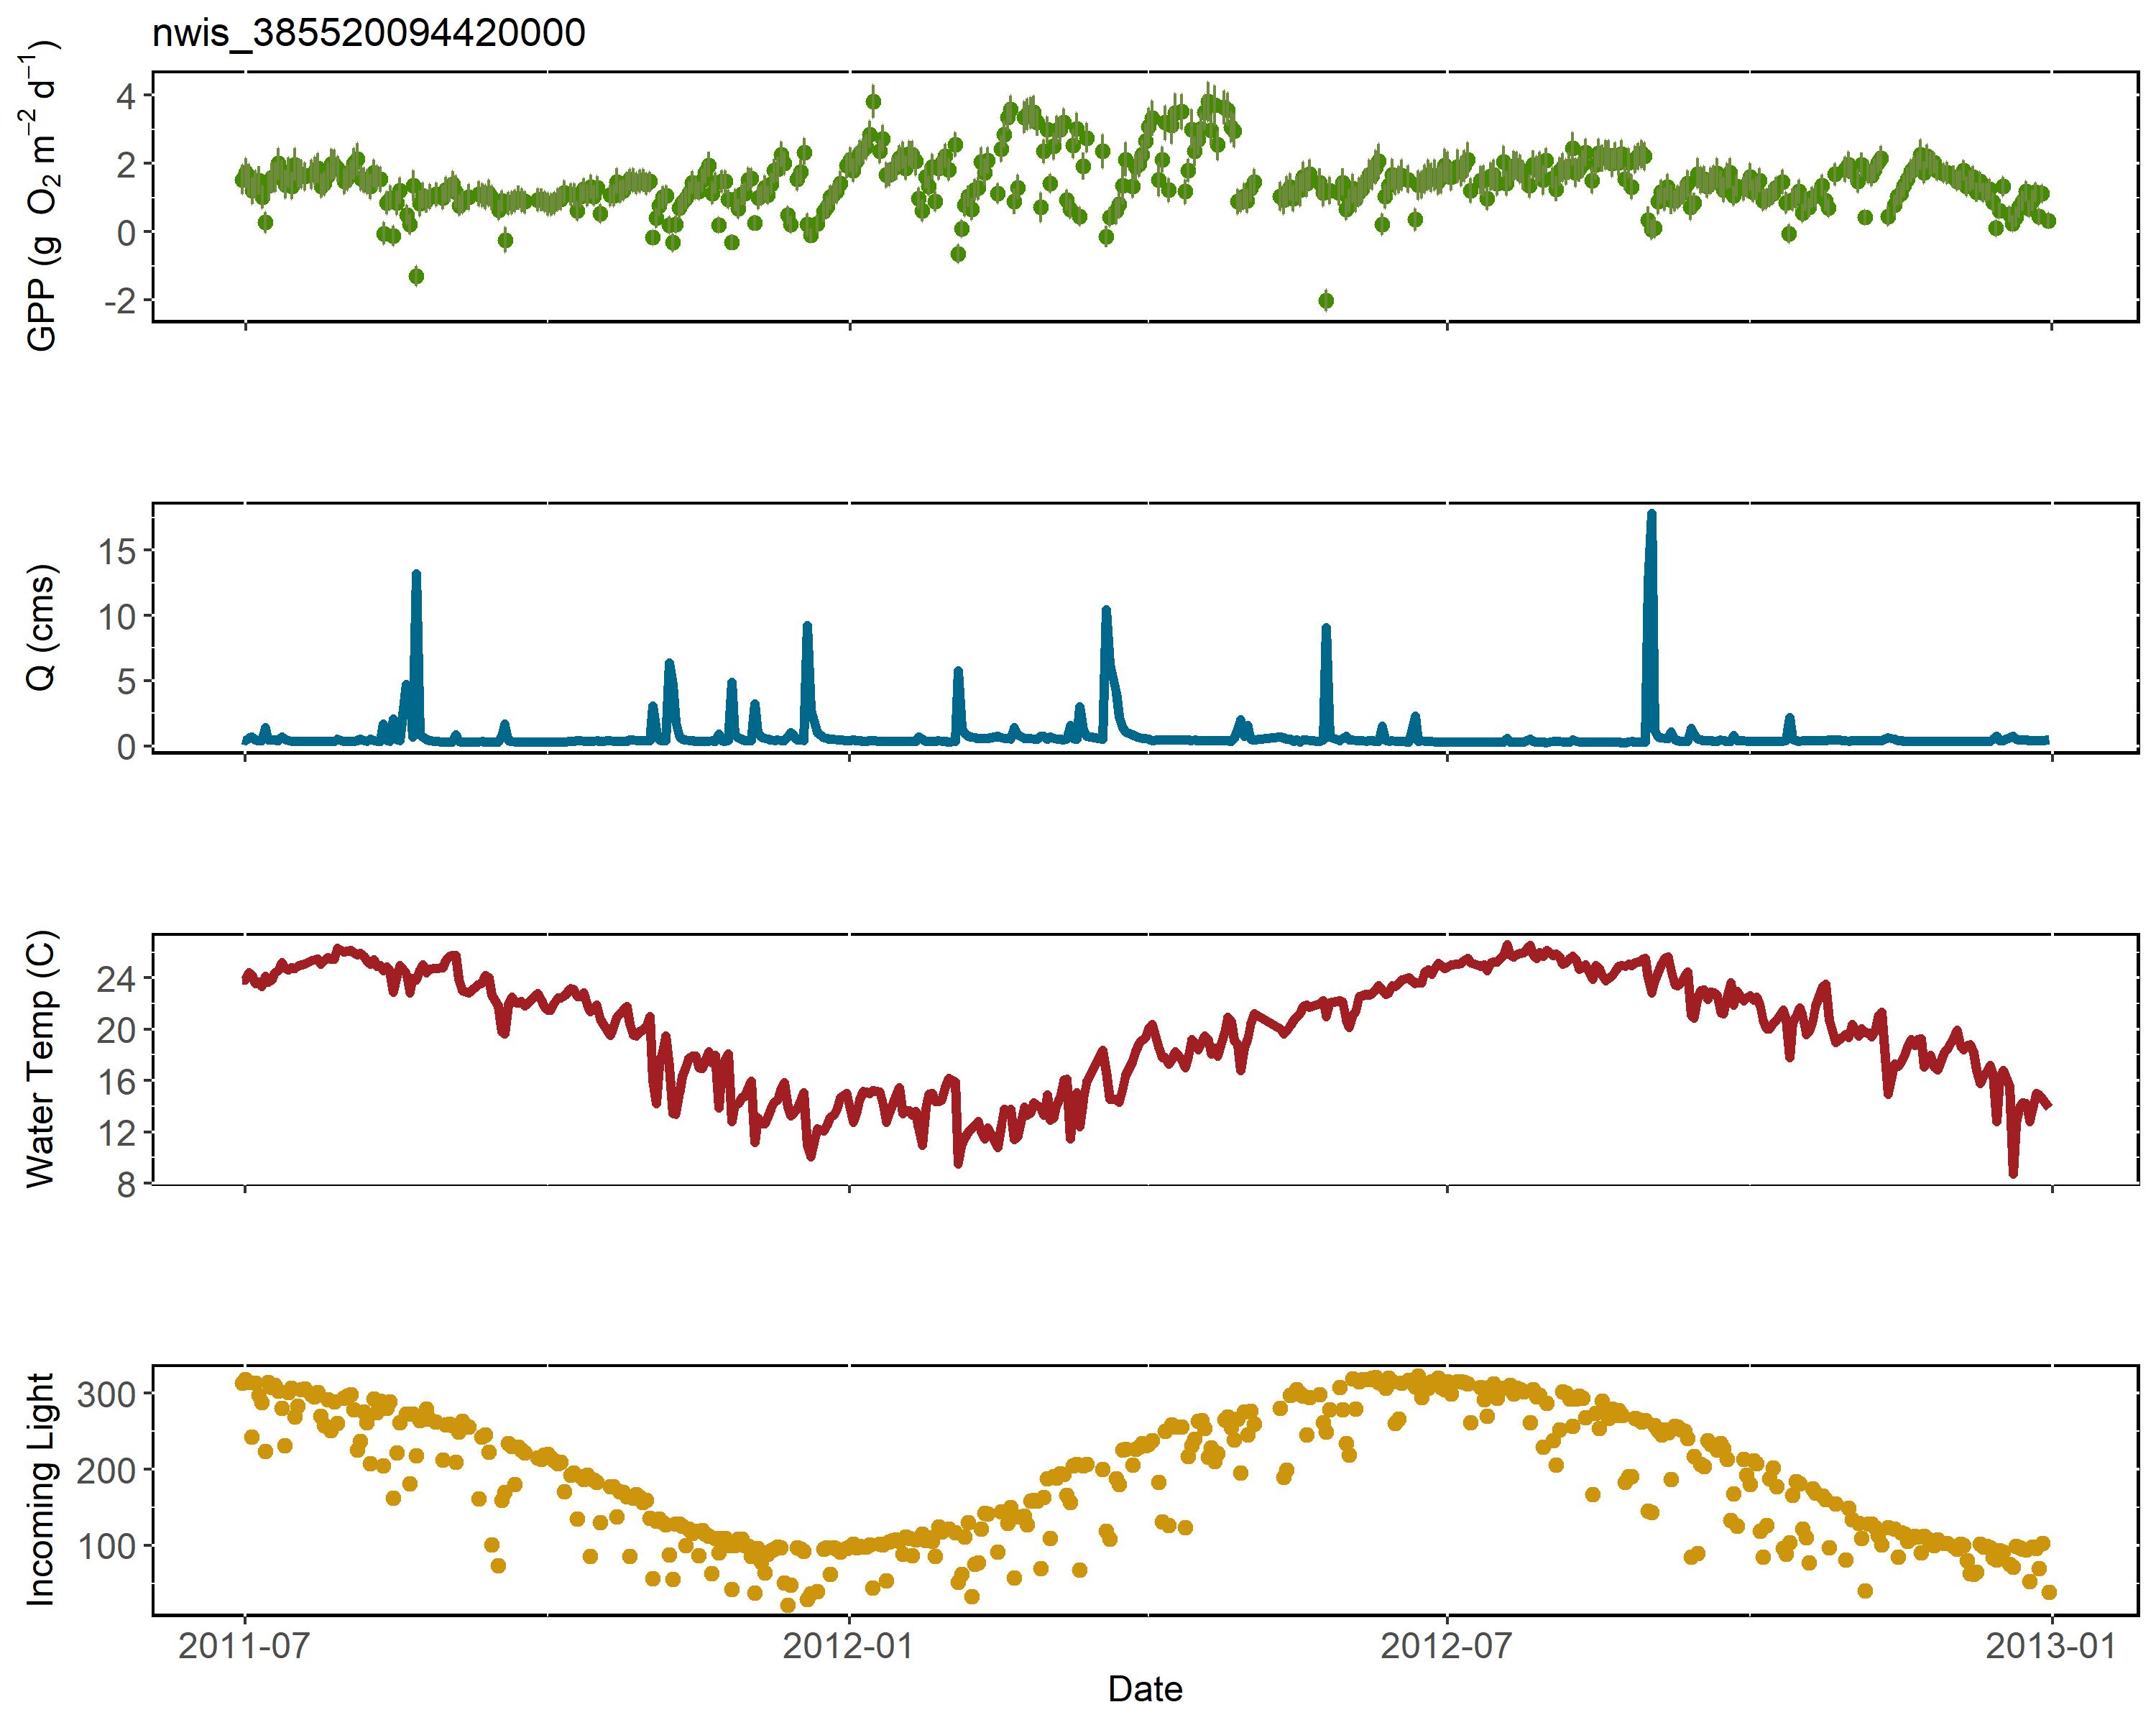 nwis_385520094420000
GPP (g O₂ m⁻² d⁻¹)
4
2
0
-2
Q (cms)
15
10
5
0
Water Temp (C)
24
20
16
12
8
Incoming Light
300
200
100
2011-07 2012-01 2012-07 2013-01
Date